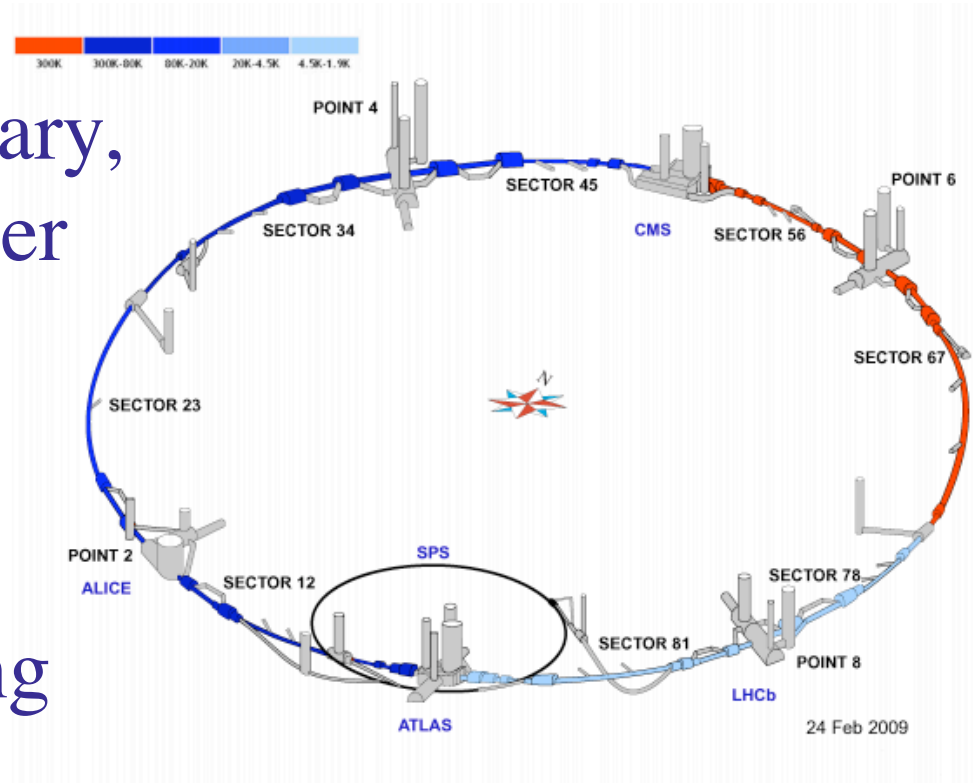 300K 300K-80K 80K-20K 20K-4.5K 4.5K-1.9K
POINT 4
ary,
SECTOR 45
POINT 6
er
SECTOR 34
CMS
SECTOR 56
SECTOR 67
N
SECTOR 23
POINT 2
SPS
ALICE
SECTOR 12
SECTOR 78
SECTOR 81
POINT 8
ng
LHCb
ATLAS
24 Feb 2009